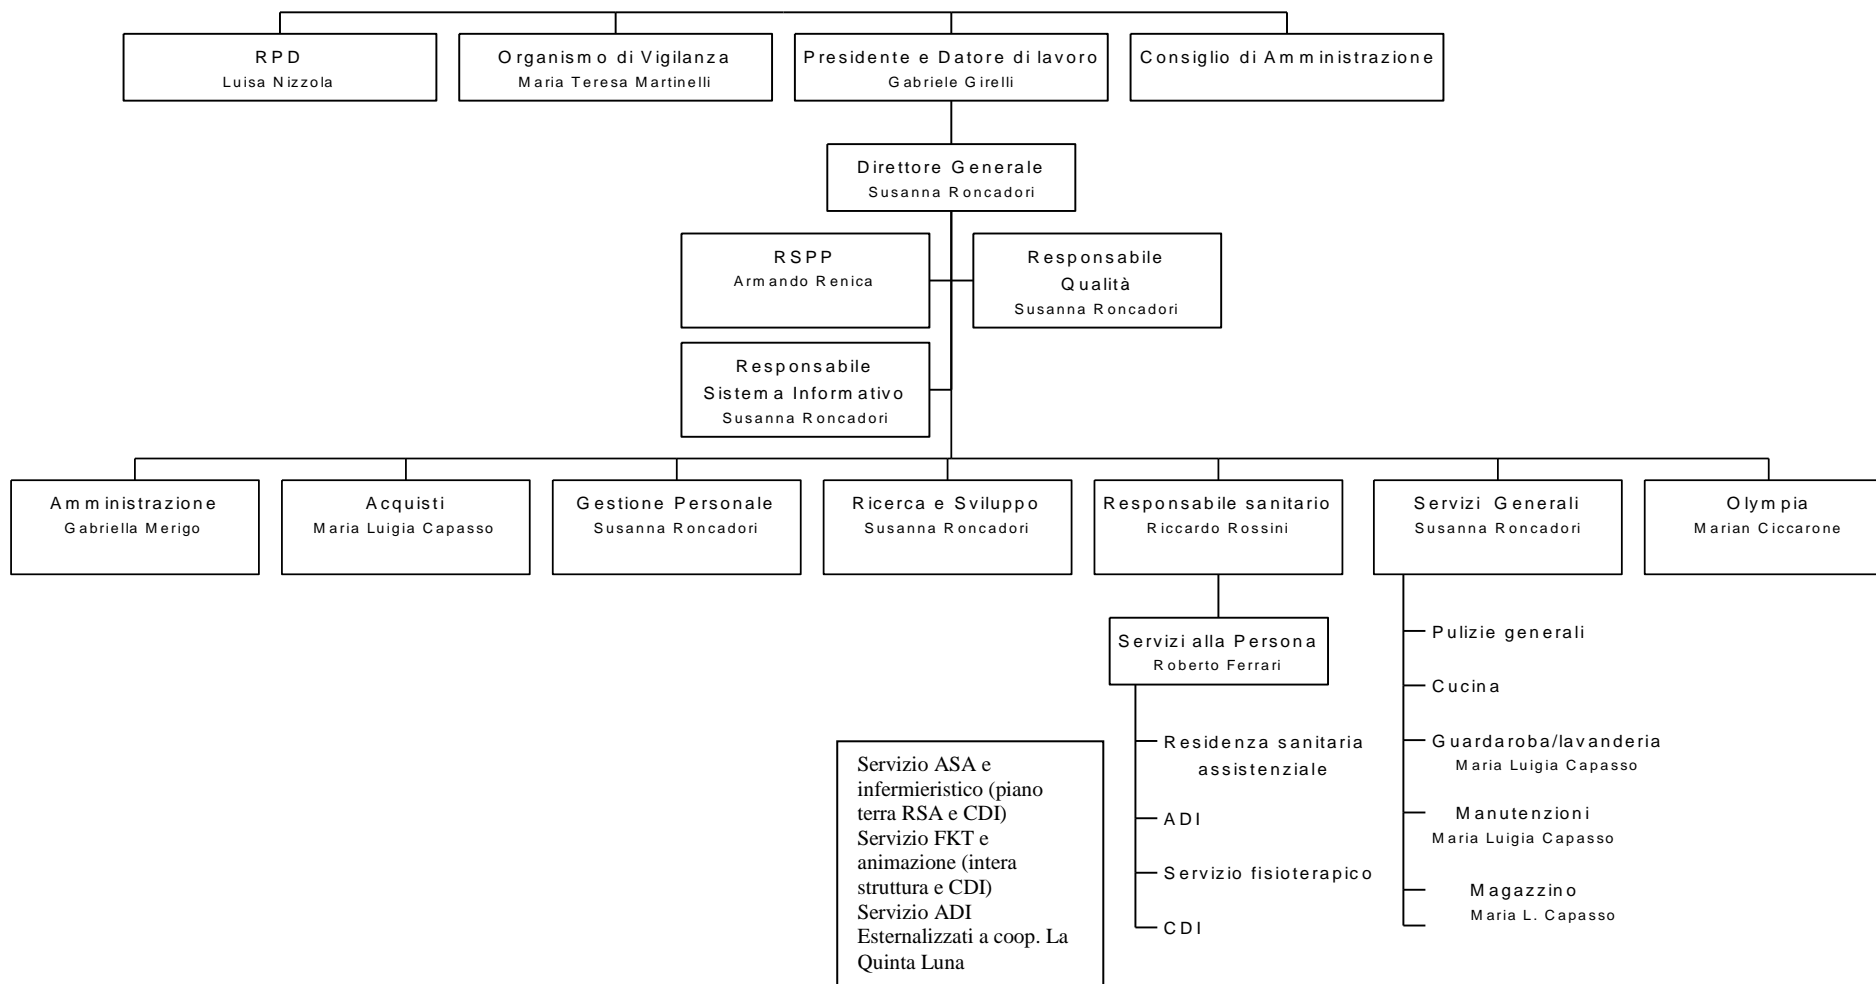 RPD
Luisa Nizzola
Organismo di Vigilanza
Maria Teresa Martinelli
Presidente e Datore di lavoro
Gabriele Girelli
Consiglio di Amministrazione
Direttore Generale
Susanna Roncadori
RSPP
Armando Renica
Responsabile
Qualità
Susanna Roncadori
Responsabile
Sistema Informativo
Susanna Roncadori
Amministrazione
Gabriella Merigo
Acquisti
Maria Luigia Capasso
Gestione Personale
Susanna Roncadori
Ricerca e Sviluppo
Susanna Roncadori
Responsabile sanitario
Riccardo Rossini
Servizi Generali
Susanna Roncadori
Olympia
Marian Ciccarone
Servizi alla Persona
Roberto Ferrari
Residenza sanitaria
assistenziale
ADI
Servizio fisioterapico
CDI
Pulizie generali
Cucina
Guardaroba/lavanderia
Maria Luigia Capasso
Manutenzioni
Maria Luigia Capasso
Magazzino
Maria L. Capasso
Servizio ASA e
infermieristico (piano
terra RSA e CDI)
Servizio FKT e
animazione (intera
struttura e CDI)
Servizio ADI
Esternalizzati a coop. La
Quinta Luna